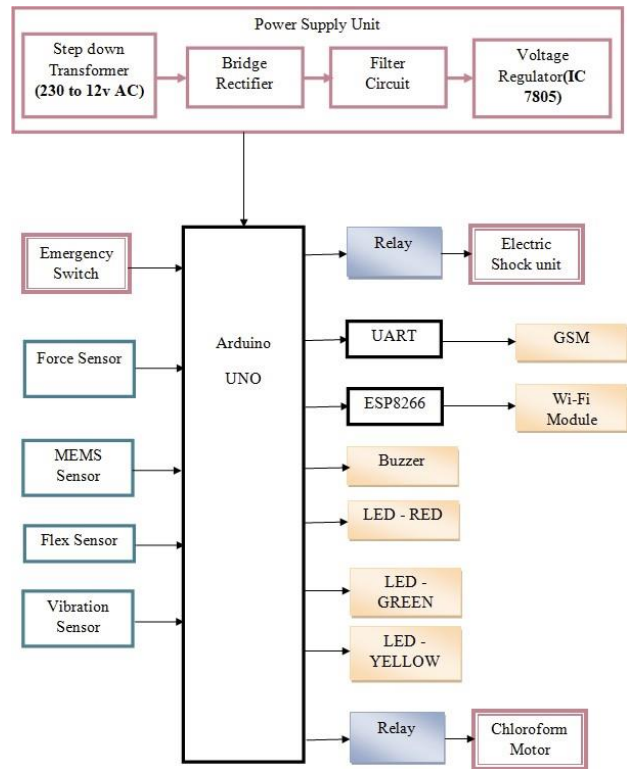 Power Supply Unit
Step down
Transformer
(230 to 12v AC)
Bridge
Rectifier
Filter
Circuit
Voltage
Regulator(IC
7805)
Emergency
Switch
Force Sensor
MEMS
Sensor
Flex Sensor
Vibration
Sensor
Arduino
UNO
Relay
Electric
Shock unit
UART
GSM
ESP8266
Wi-Fi
Module
Buzzer
LED - RED
LED -
GREEN
LED -
YELLOW
Relay
Chloroform
Motor